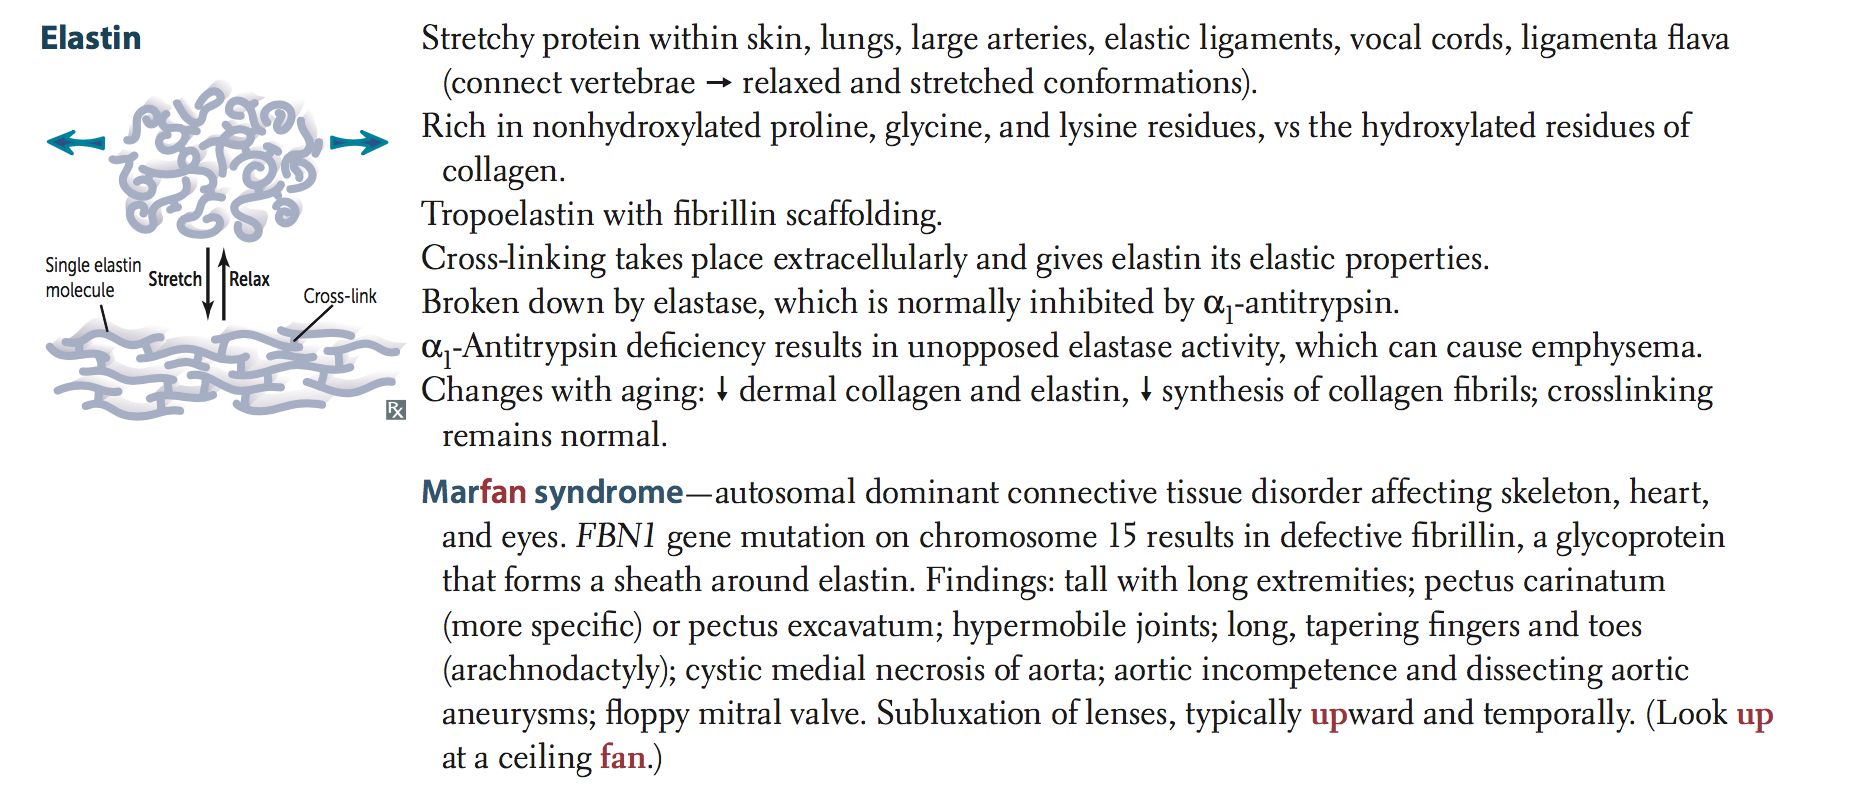 Elastin
Stretchy protein within skin, lungs, large arteries, elastic ligaments, vocal cords, ligamenta flava
(connect vertebrae → relaxed and stretched conformations).
Rich in nonhydroxylated proline, glycine, and lysine residues, vs the hydroxylated residues of
collagen.
Tropoelastin with fibrillin scaffolding.
Cross-linking takes place extracellularly and gives elastin its elastic properties.
Broken down by elastase, which is normally inhibited by α₁-antitrypsin.
α₁-Antitrypsin deficiency results in unopposed elastase activity, which can cause emphysema.
Changes with aging: ↓ dermal collagen and elastin, ↓ synthesis of collagen fibrils; crosslinking
remains normal.
Marfan syndrome—autosomal dominant connective tissue disorder affecting skeleton, heart,
and eyes. FBN1 gene mutation on chromosome 15 results in defective fibrillin, a glycoprotein
that forms a sheath around elastin. Findings: tall with long extremities; pectus carinatum
(more specific) or pectus excavatum; hypermobile joints; long, tapering fingers and toes
(arachnodactyly); cystic medial necrosis of aorta; aortic incompetence and dissecting aortic
aneurysms; floppy mitral valve. Subluxation of lenses, typically upward and temporally. (Look up
at a ceiling fan.)
Single elastin
molecule
Stretch
Relax
Cross-link
Rx